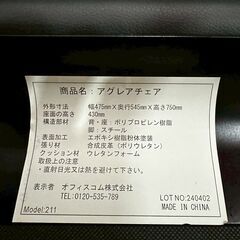 商品名：アグレアチェア
外形寸法：幅475mm×奥行545mm×高さ750mm
座面の高さ：430mm
構造部材：背・座：ポリプロピレン樹脂
脚：スチール
表面加工：エポキシ樹脂粉体塗装
張り材：合成皮革（ポリウレタン）
クッション材：ウレタンフォーム
取扱上の注意
・直射日光又は熱を避けて下さい。
表示者：オフィスコム株式会社
TEL:0120-535-769
LOT NO:240402
Model:211
MADE IN CHINA